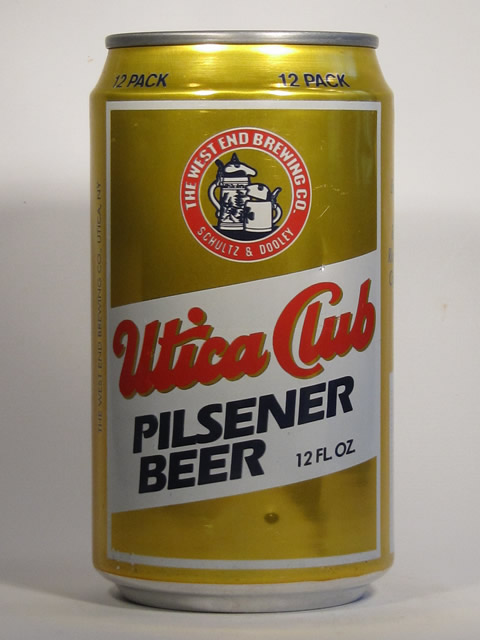 12 PACK 12 PACK
THE WEST END BREWING CO.
SCHULTZ & DOOLEY
Utica Club
PILSENER
BEER 12 FL OZ
THE WEST END BREWING CO., UTICA, NY